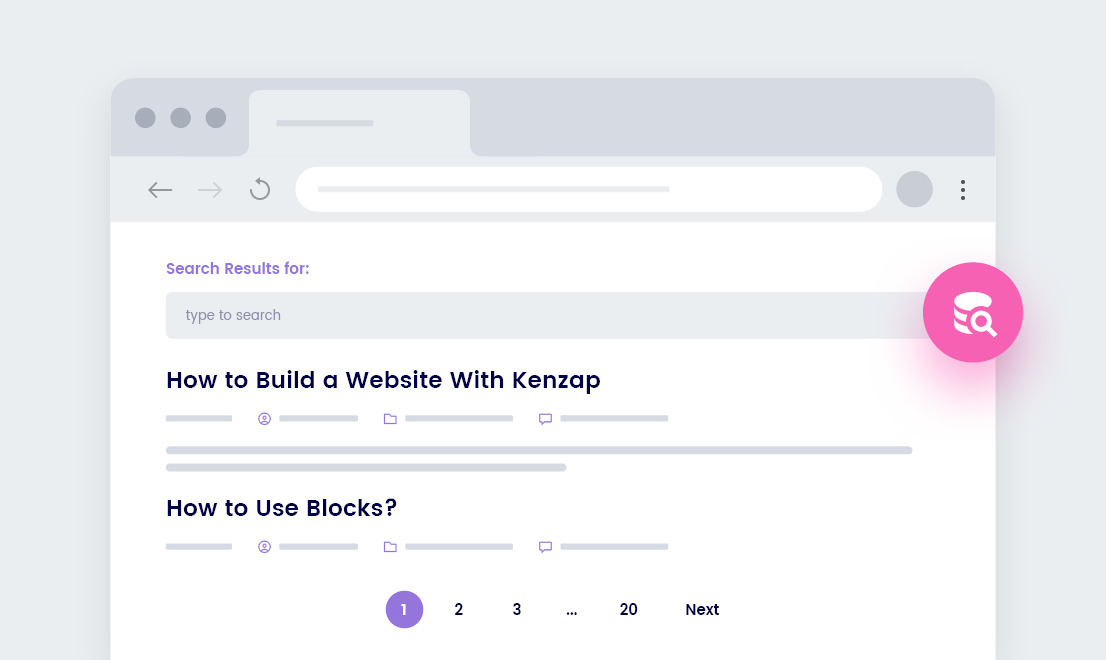 Search Results for:
type to search
How to Build a Website With Kenzap
How to Use Blocks?
1 2 3 ... 20 Next